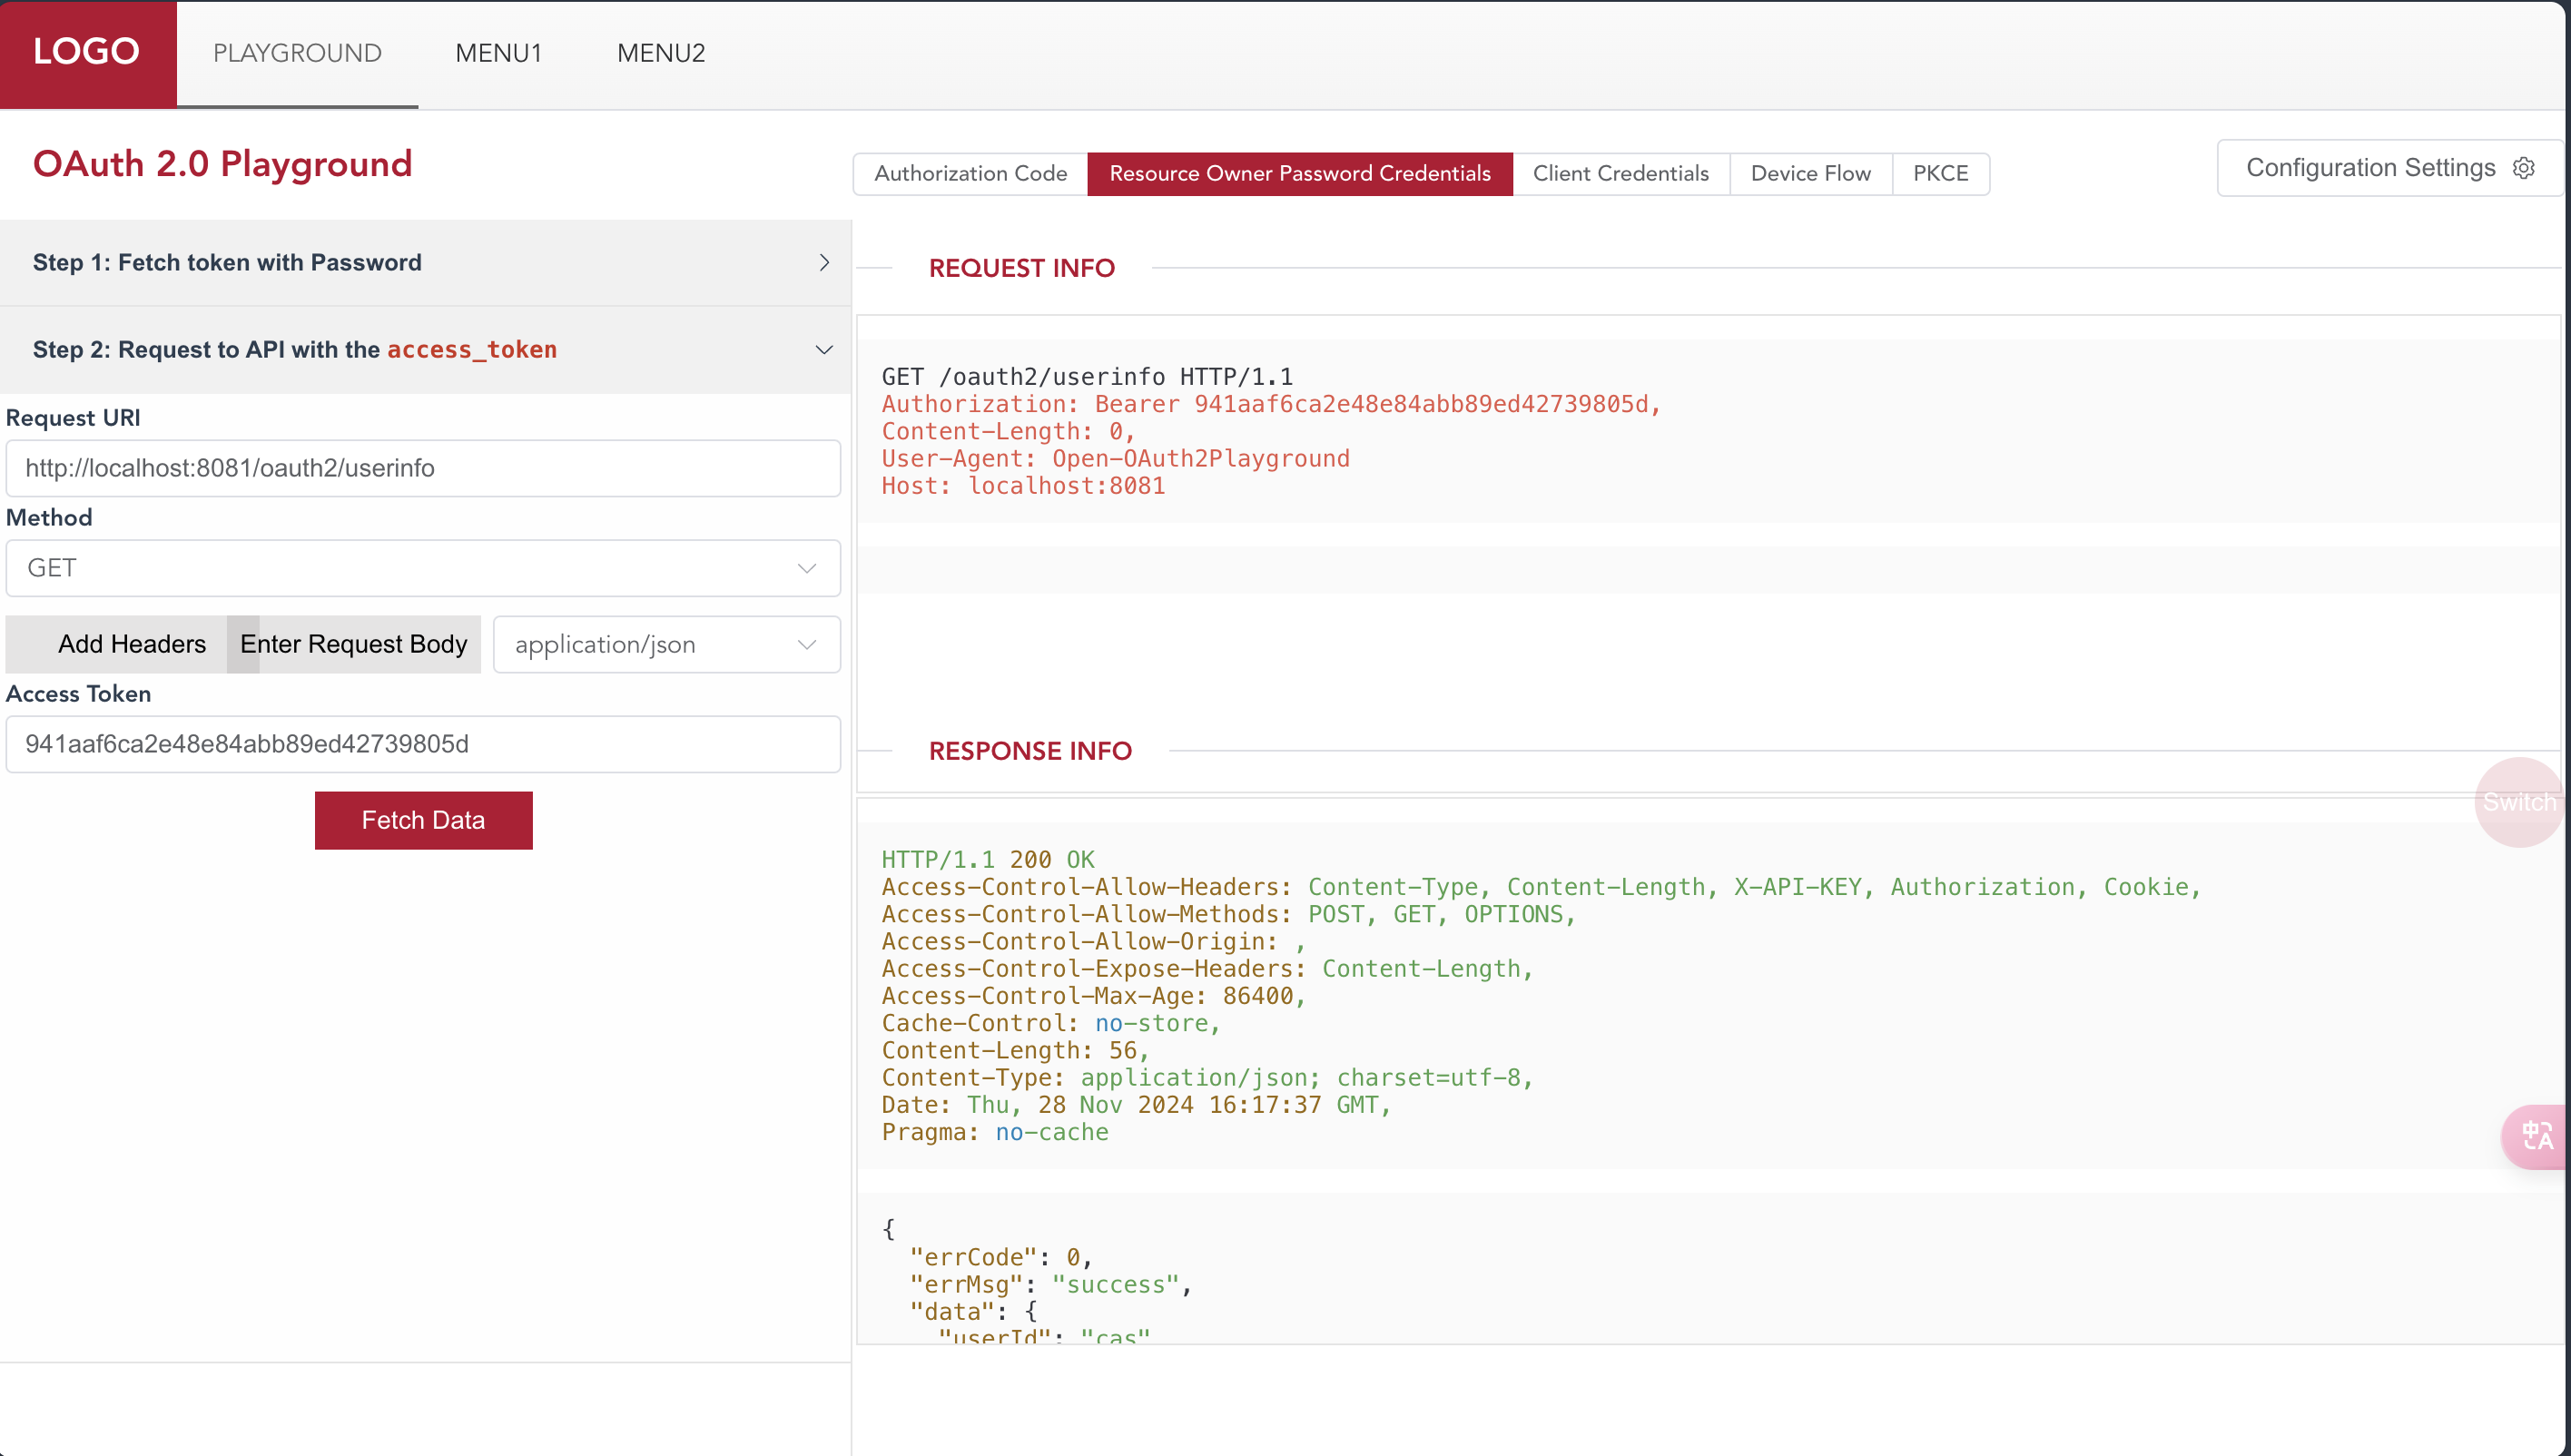 LOGO
PLAYGROUND
MENU1
MENU2
OAuth 2.0 Playground
Authorization Code
Resource Owner Password Credentials
Client Credentials
Device Flow
PKCE
Configuration Settings
Step 1: Fetch token with Password
Step 2: Request to API with the access_token
Request URI
http://localhost:8081/oauth2/userinfo
Method
GET
Add Headers
Enter Request Body
application/json
Access Token
941aaf6ca2e48e84abb89ed42739805d
Fetch Data
REQUEST INFO
GET /oauth2/userinfo HTTP/1.1
Authorization: Bearer 941aaf6ca2e48e84abb89ed42739805d,
Content-Length: 0,
User-Agent: Open-OAuth2Playground
Host: localhost:8081
RESPONSE INFO
Switch
HTTP/1.1 200 OK
Access-Control-Allow-Headers: Content-Type, Content-Length, X-API-KEY, Authorization, Cookie,
Access-Control-Allow-Methods: POST, GET, OPTIONS,
Access-Control-Allow-Origin: ,
Access-Control-Expose-Headers: Content-Length,
Access-Control-Max-Age: 86400,
Cache-Control: no-store,
Content-Length: 56,
Content-Type: application/json; charset=utf-8,
Date: Thu, 28 Nov 2024 16:17:37 GMT,
Pragma: no-cache
中A
{
"errCode": 0,
"errMsg": "success",
"data": {
"userId": "cas"